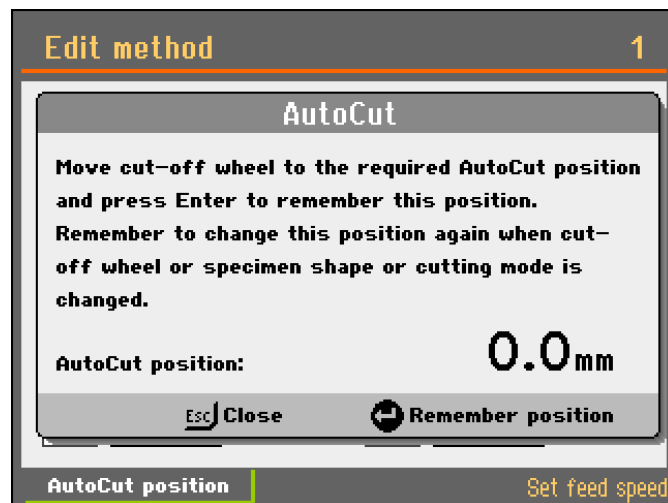 Edit method 1
AutoCut
Move cut-off wheel to the required AutoCut position
and press Enter to remember this position.
Remember to change this position again when cut-
off wheel or specimen shape or cutting mode is
changed.
AutoCut position: 0.0mm
Esc Close Remember position
AutoCut position Set feed speed